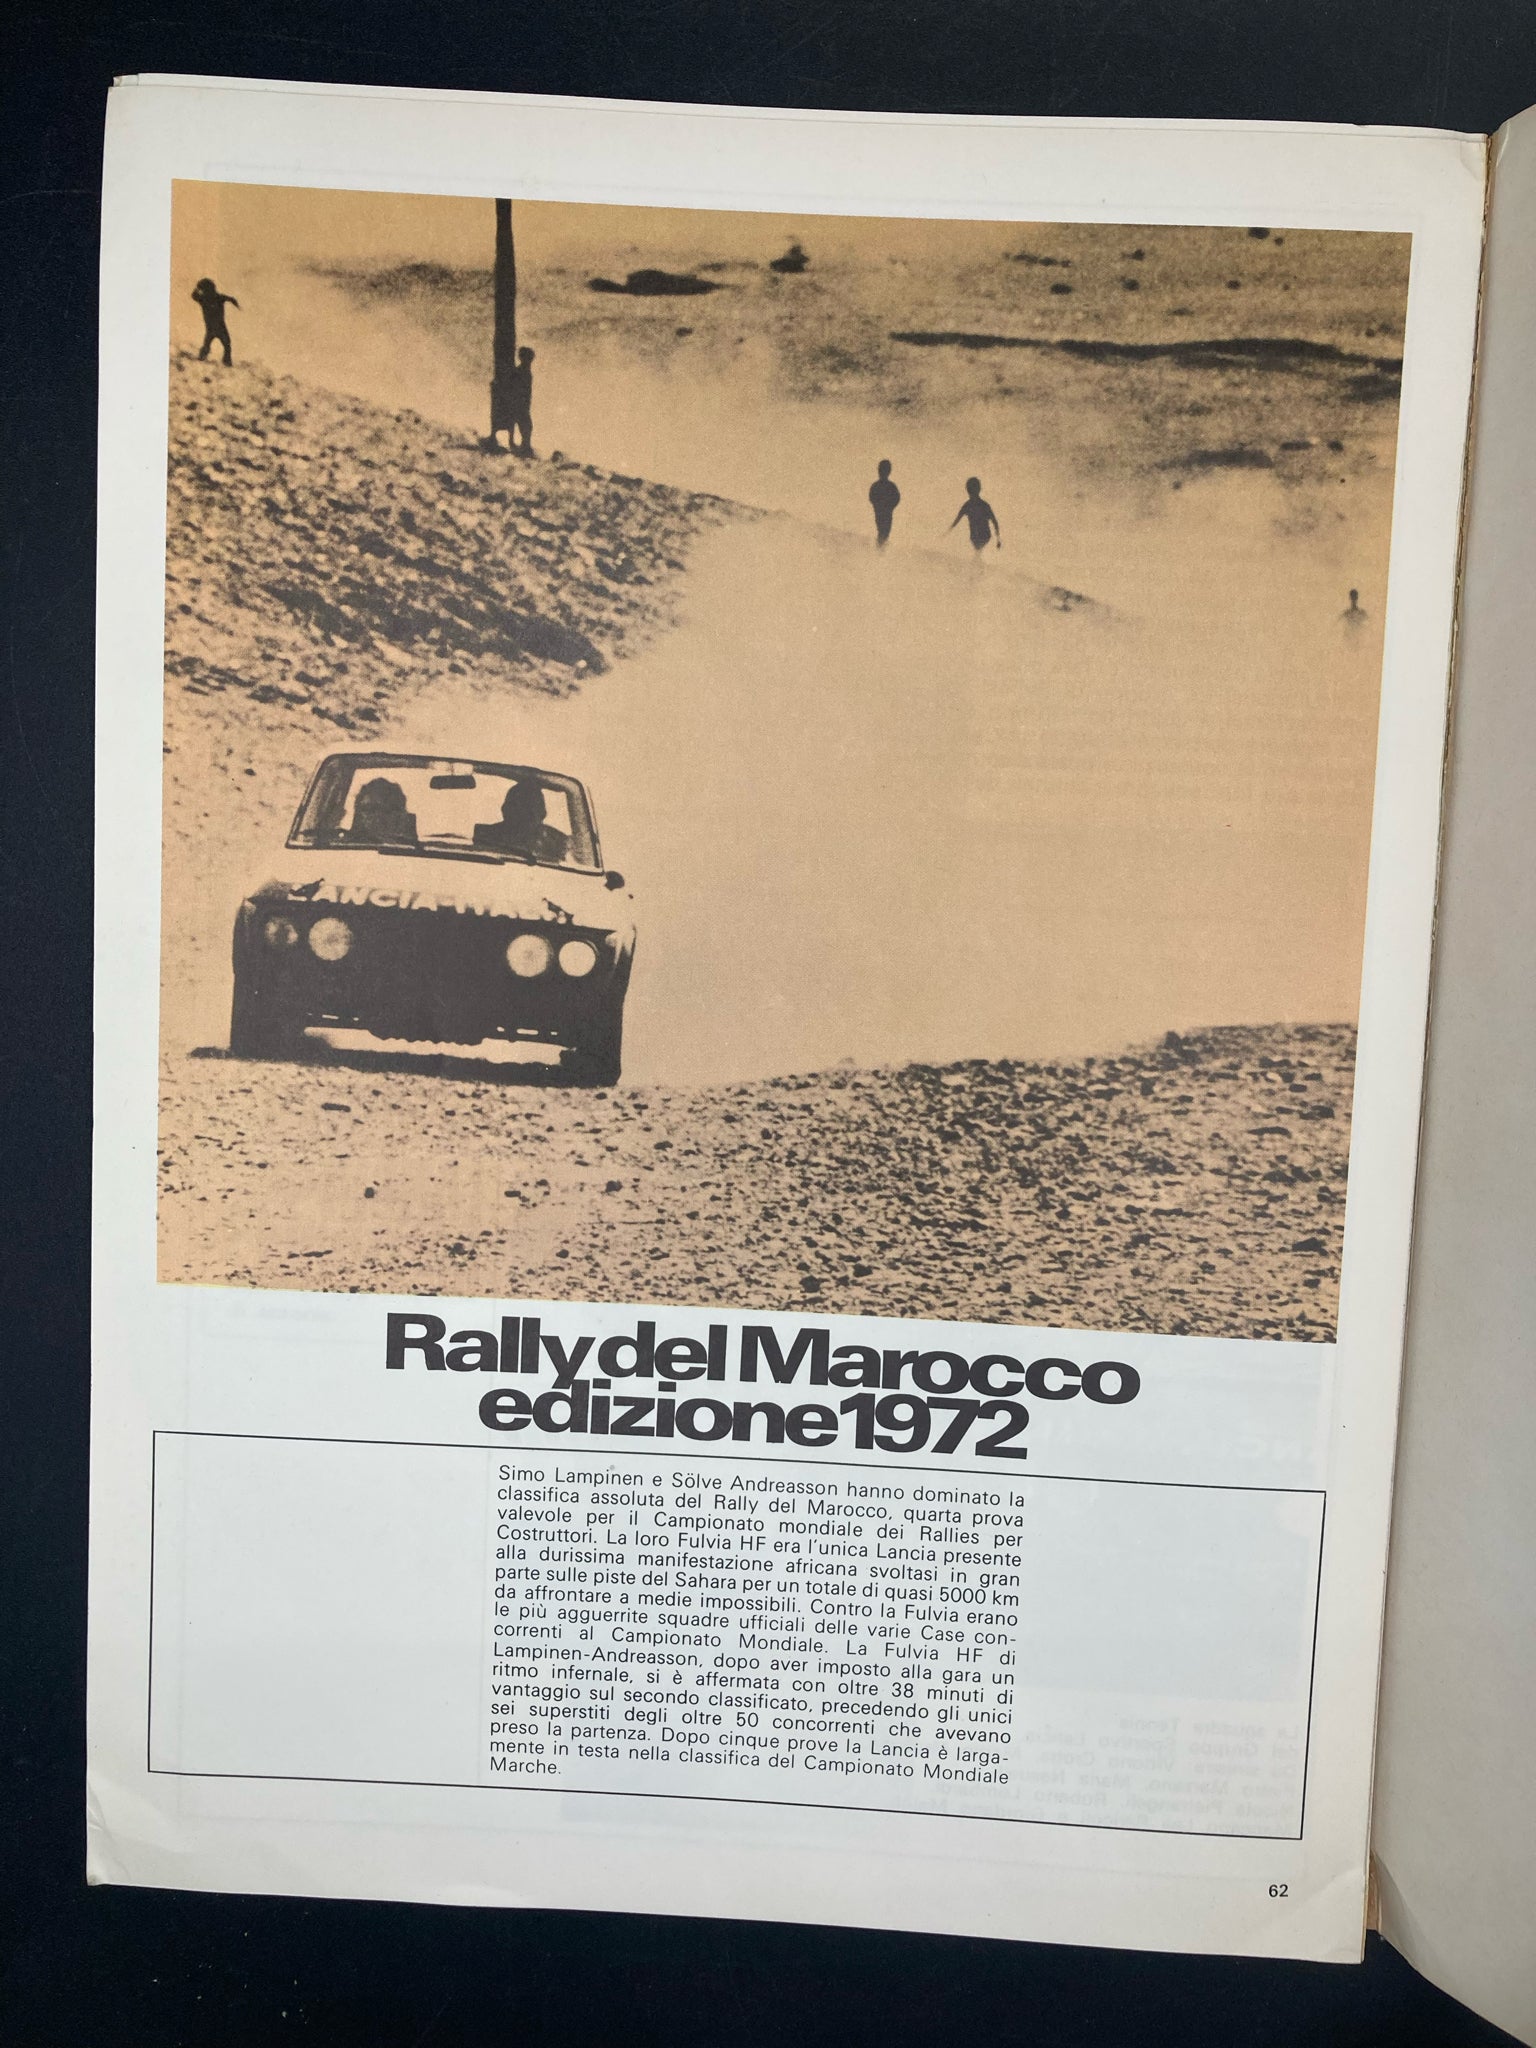 LANCIA-ITALIA
Rally del Marocco
edizione 1972
Simo Lampinen e Sölve Andreasson hanno dominato la
classifica assoluta del Rally del Marocco, quarta prova
valevole per il Campionato mondiale dei Rallies per
Costruttori. La loro Fulvia HF era l'unica Lancia presente
alla durissima manifestazione africana svoltasi in gran
parte sulle piste del Sahara per un totale di quasi 5000 km
da affrontare a medie impossibili. Contro la Fulvia erano
le più agguerrite squadre ufficiali delle varie Case con-
correnti al Campionato Mondiale. La Fulvia HF di
Lampinen-Andreasson, dopo aver imposto alla gara un
ritmo infernale, si è affermata con oltre 38 minuti di
vantaggio sul secondo classificato, precedendo gli unici
sei superstiti degli oltre 50 concorrenti che avevano
preso la partenza. Dopo cinque prove la Lancia è larga-
mente in testa nella classifica del Campionato Mondiale
Marche.
62